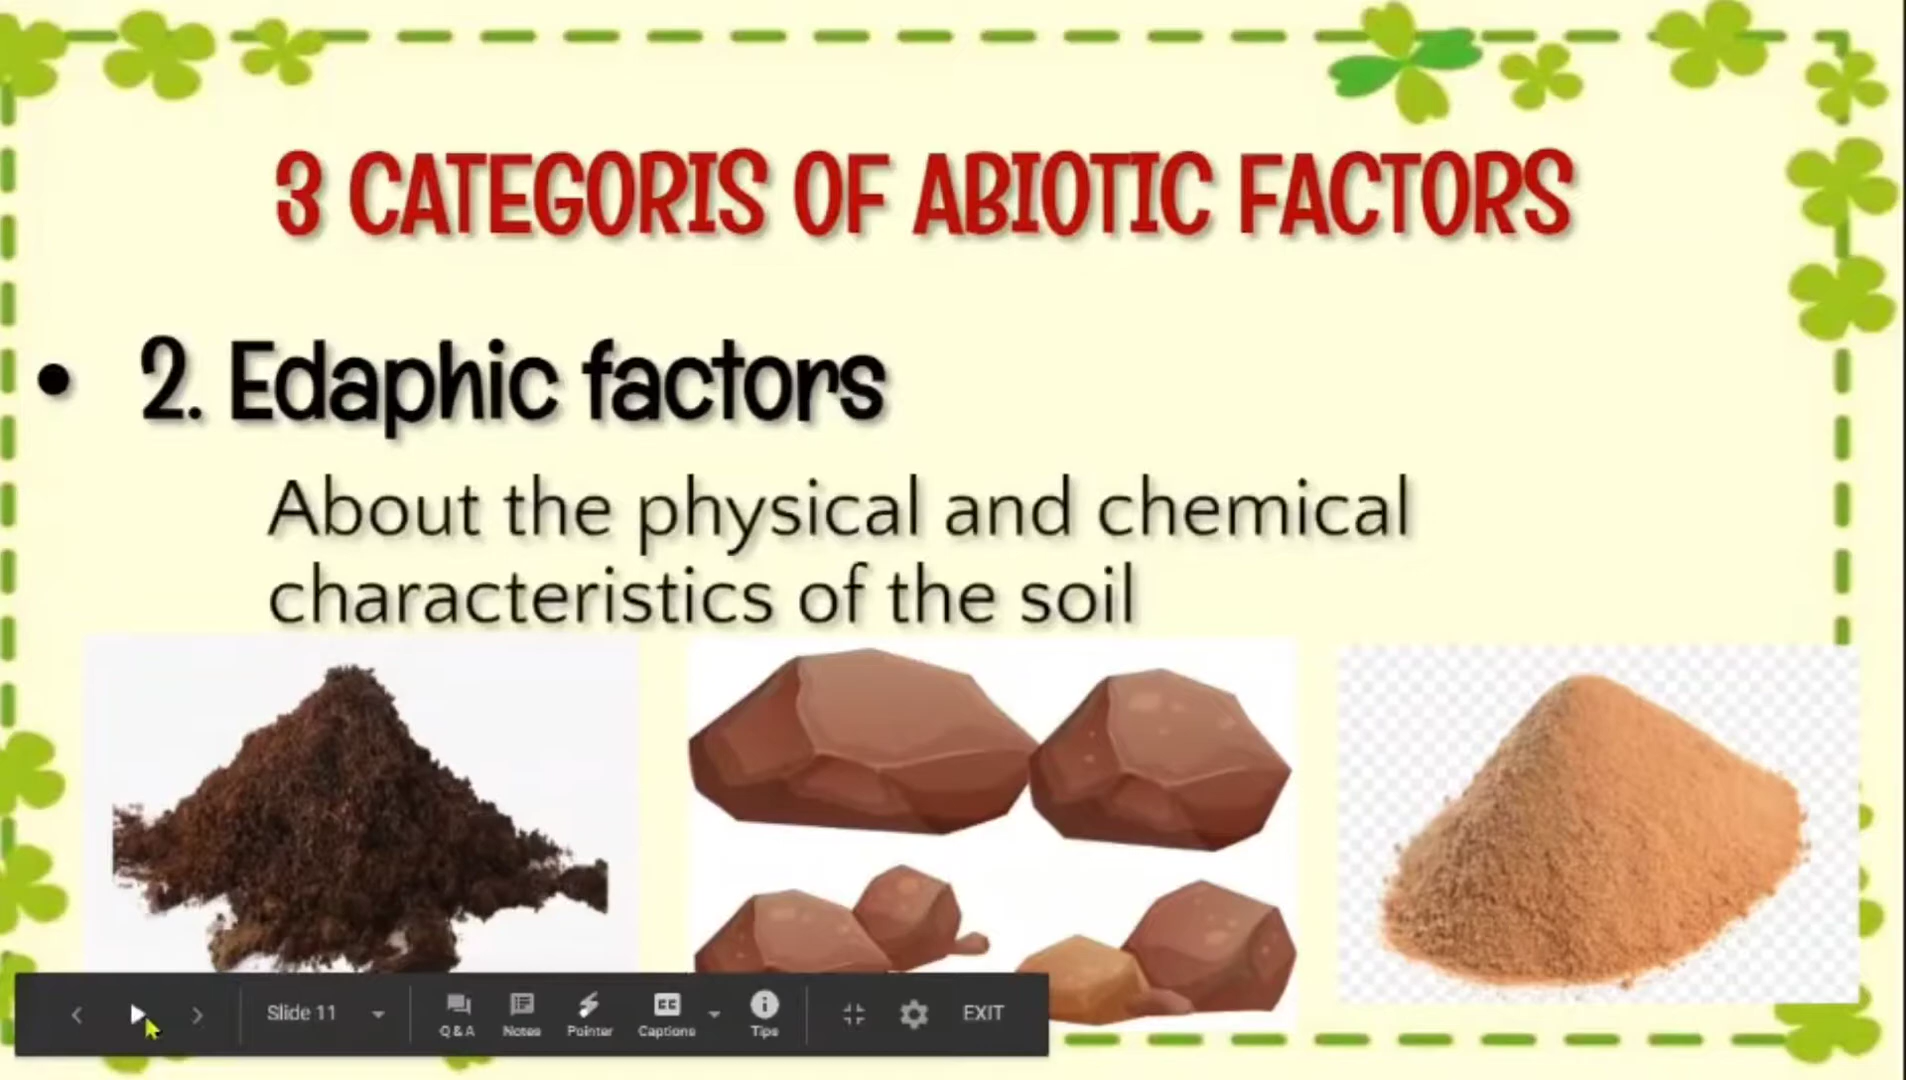 3 CATEGORIS OF ABIOTIC FACTORS
• 2. Edaphic factors
About the physical and chemical
characteristics of the soil
Slide 11 Q&A Notes Pointer Captions Tips EXIT